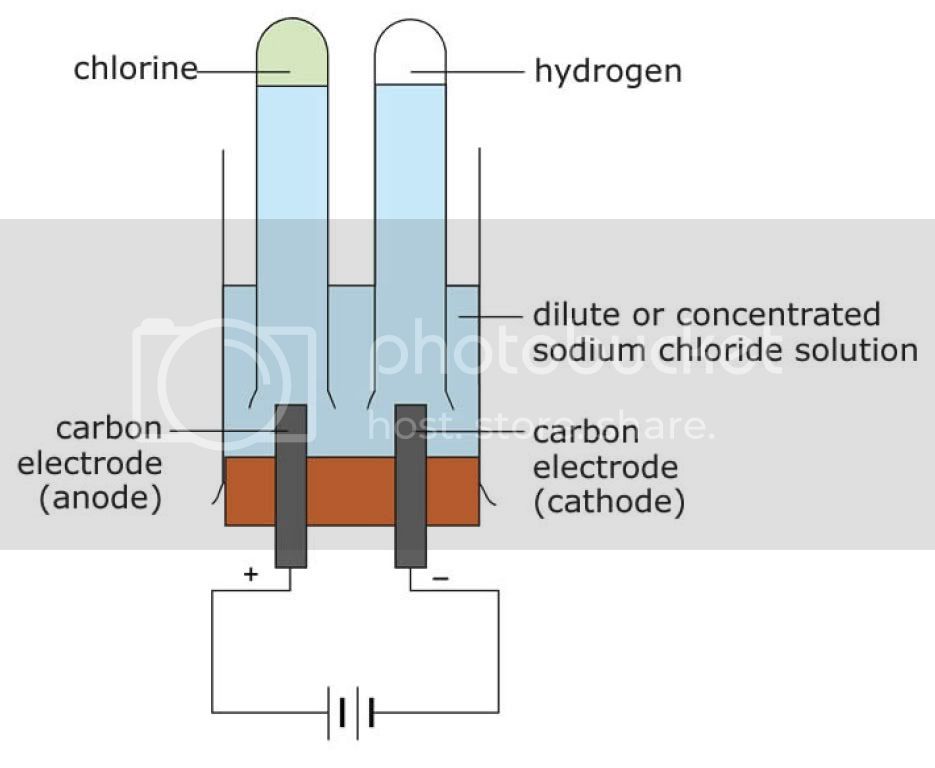 chlorine
hydrogen
dilute or concentrated
sodium chloride solution
photobucket
host. store. share.
carbon
electrode
(anode)
carbon
electrode
(cathode)
+
−